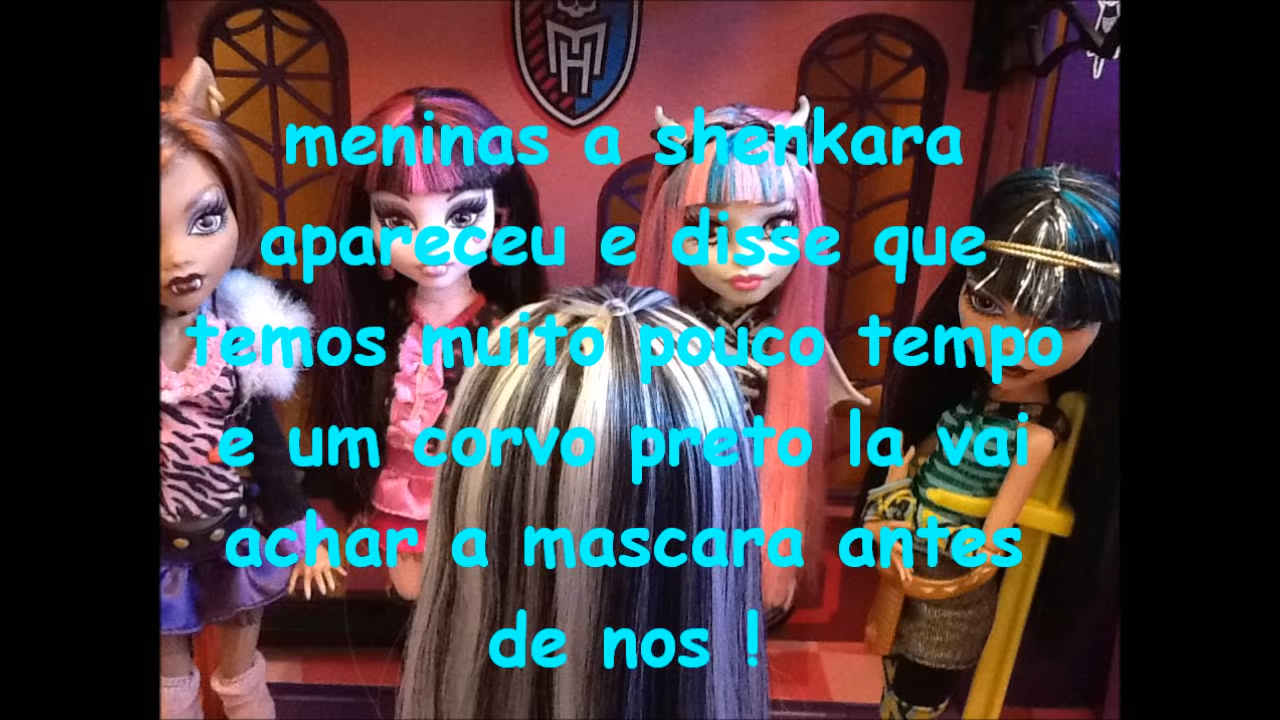 MH
meninas a shenkara
apareceu e disse que
temos muito pouco tempo
e um corvo preto la vai
achar a mascara antes
de nos !